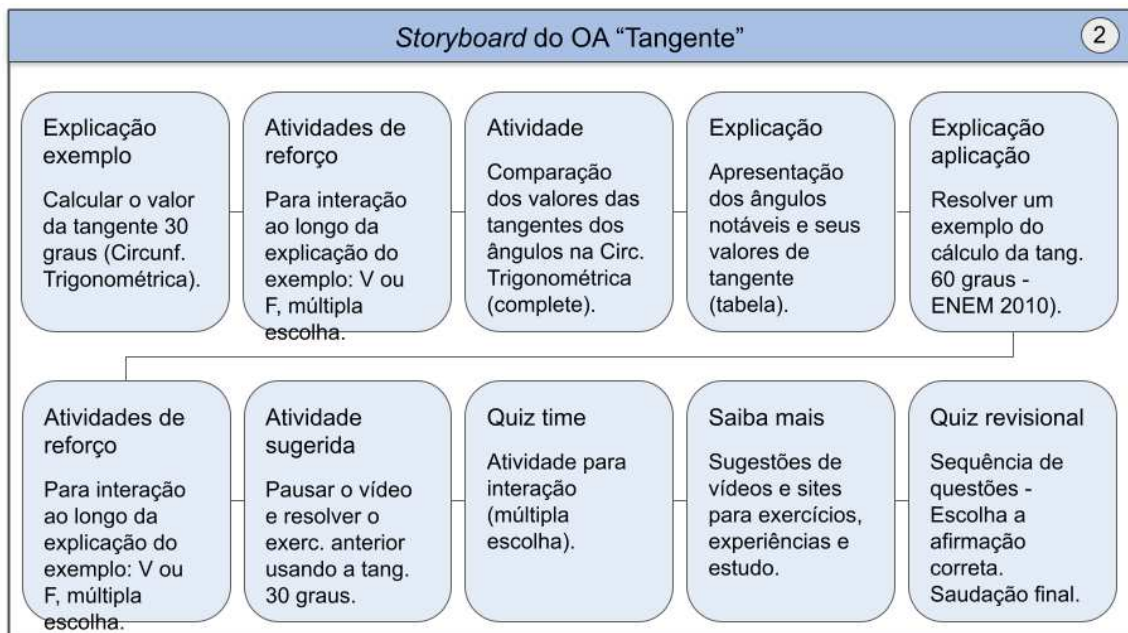 Storyboard do OA “Tangente”
2
Explicação
exemplo
Calcular o valor
da tangente 30
graus (Circunf.
Trigonométrica).
Atividades de
reforço
Para interação
ao longo da
explicação do
exemplo: V ou
F, múltipla
escolha.
Atividade
Comparação
dos valores das
tangentes dos
ângulos na Circ.
Trigonométrica
(complete).
Explicação
Apresentação
dos ângulos
notáveis e seus
valores de
tangente
(tabela).
Explicação
aplicação
Resolver um
exemplo do
cálculo da tang.
60 graus -
ENEM 2010).
Atividades de
reforço
Para interação
ao longo da
explicação do
exemplo: V ou
F, múltipla
escolha.
Atividade
sugerida
Pausar o vídeo
e resolver o
exerc. anterior
usando a tang.
30 graus.
Quiz time
Atividade para
interação
(múltipla
escolha).
Saiba mais
Sugestões de
vídeos e sites
para exercícios,
experiências e
estudo.
Quiz revisional
Sequência de
questões -
Escolha a
afirmação
correta.
Saudação final.